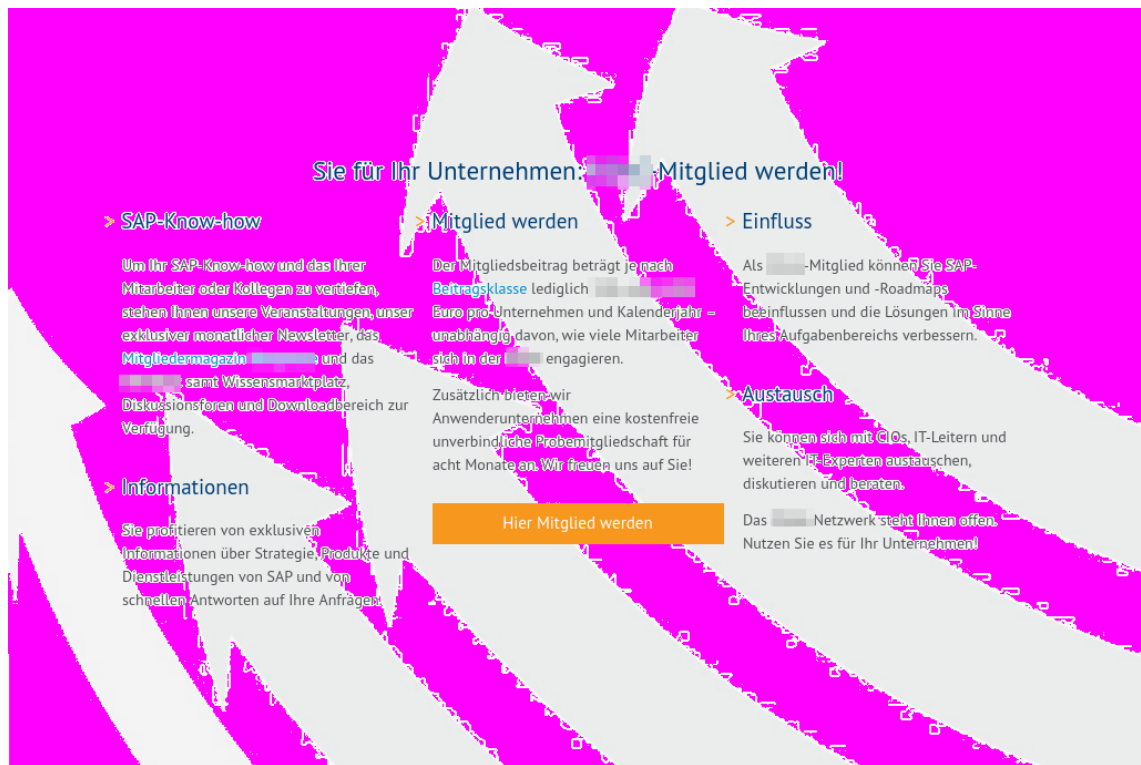 Sie für Ihr Unternehmen: -Mitglied werden!
> SAP-Know-how
Um Ihr SAP-Know-how und das Ihrer
Mitarbeiter oder Kollegen zu vertiefen,
stehen Ihnen unsere Veranstaltungen, unser
exklusiver monatlicher Newsletter, das
Mitgliedermagazin und das
samt Wissensmarktplatz,
Diskussionsforen und Downloadbereich zur
Verfügung.
> Informationen
Sie profitieren von exklusiven
Informationen über Strategie, Produkte und
Dienstleistungen von SAP und von
schnellen Antworten auf Ihre Anfragen.
> Mitglied werden
Der Mitgliedsbeitrag beträgt je nach
Beitragsklasse lediglich
Euro pro Unternehmen und Kalenderjahr –
unabhängig davon, wie viele Mitarbeiter
sich in der engagieren.
Zusätzlich bieten wir
Anwenderunternehmen eine kostenfreie
unverbindliche Probemitgliedschaft für
acht Monate an. Wir freuen uns auf Sie!
Hier Mitglied werden
> Einfluss
Als -Mitglied können Sie SAP-
Entwicklungen und -Roadmaps
beeinflussen und die Lösungen im Sinne
Ihres Aufgabenbereichs verbessern.
> Austausch
Sie können sich mit CIOs, IT-Leitern und
weiteren IT-Experten austauschen,
diskutieren und beraten.
Das Netzwerk steht Ihnen offen.
Nutzen Sie es für Ihr Unternehmen!